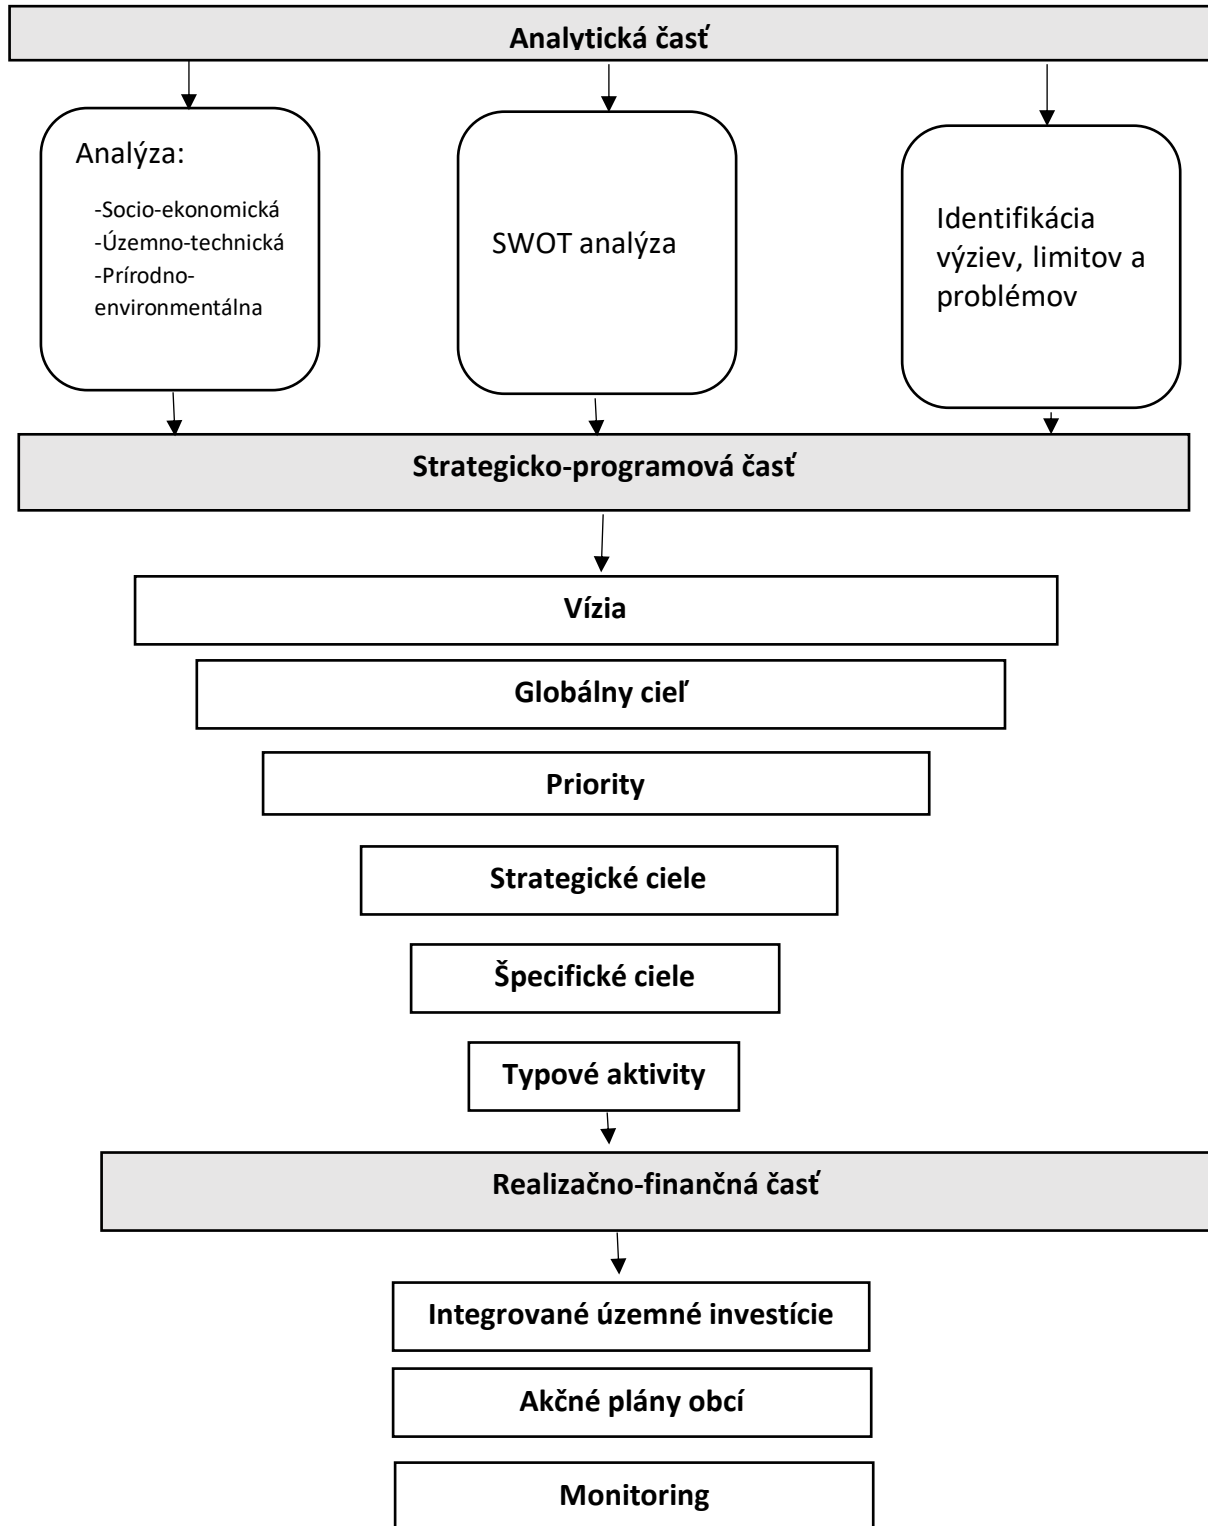 Analytická časť
Analýza:
-Socio-ekonomická
-Územno-technická
-Prírodno-
environmentálna
SWOT analýza
Identifikácia
výziev, limitov a
problémov
Strategicko-programová časť
Vízia
Globálny cieľ
Priority
Strategické ciele
Špecifické ciele
Typové aktivity
Realizačno-finančná časť
Integrované územné investície
Akčné plány obcí
Monitoring